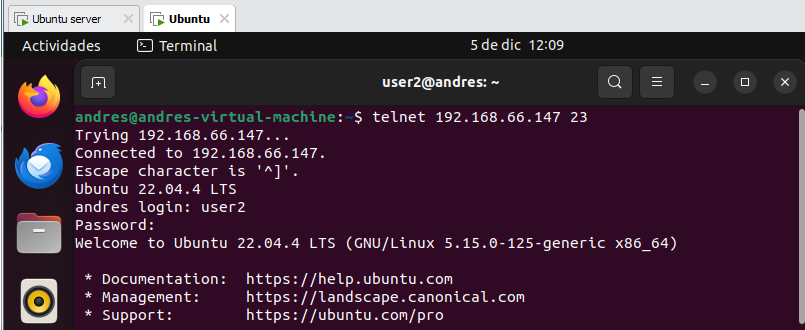 Ubuntu server
Ubuntu
Actividades
Terminal
5 de dic 12:09
user2@andres: ~
andres@andres-virtual-machine:~$ telnet 192.168.66.147 23
Trying 192.168.66.147...
Connected to 192.168.66.147.
Escape character is '^]'.
Ubuntu 22.04.4 LTS
andres login: user2
Password:
Welcome to Ubuntu 22.04.4 LTS (GNU/Linux 5.15.0-125-generic x86_64)
* Documentation:  https://help.ubuntu.com
* Management:     https://landscape.canonical.com
* Support:        https://ubuntu.com/pro